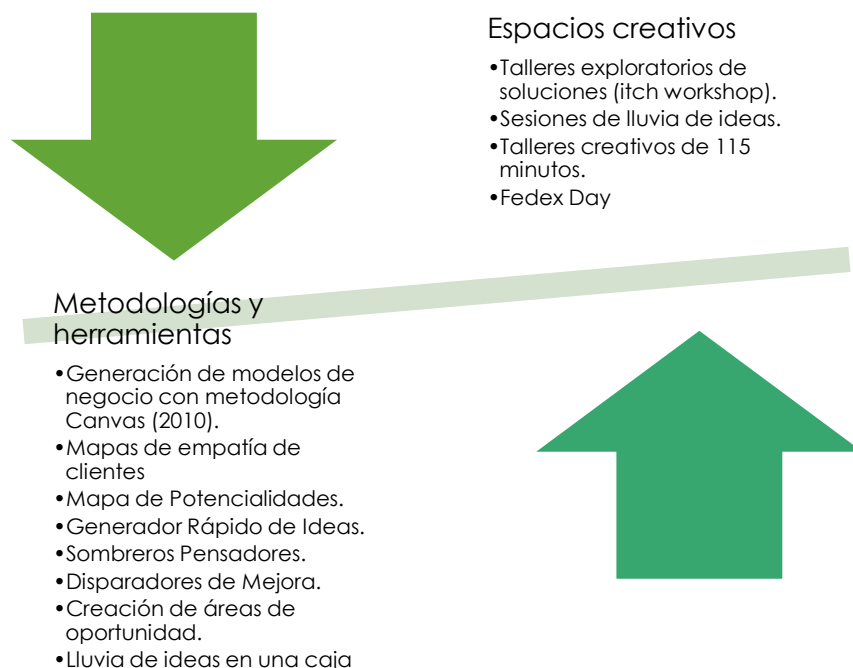 Espacios creativos
•Talleres exploratorios de
soluciones (itch workshop).
•Sesiones de lluvia de ideas.
•Talleres creativos de 115
minutos.
•Fedex Day
Metodologías y
herramientas
•Generación de modelos de
negocio con metodología
Canvas (2010).
•Mapas de empatía de
clientes
•Mapa de Potencialidades.
•Generador Rápido de Ideas.
•Sombreros Pensadores.
•Disparadores de Mejora.
•Creación de áreas de
oportunidad.
•Lluvia de ideas en una caja